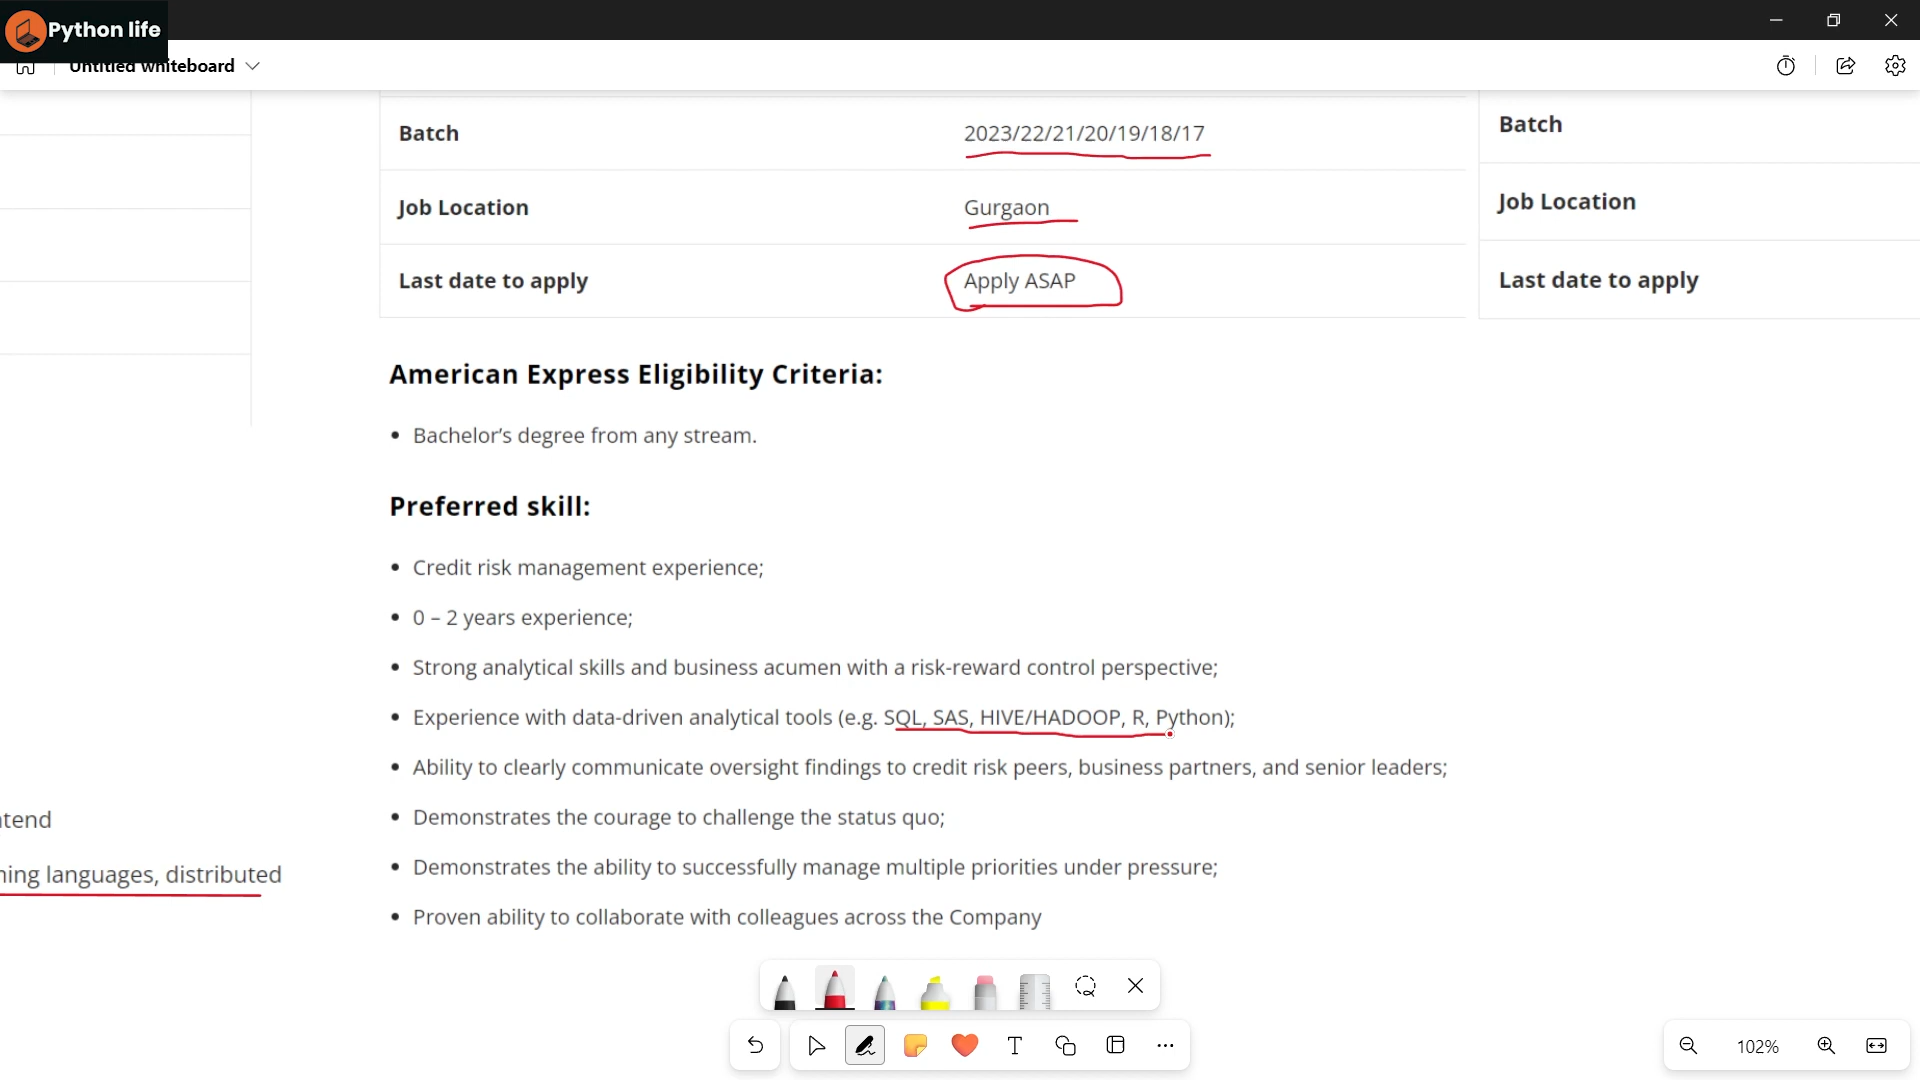 Python life
Untitled whiteboard
Batch 2023/22/21/20/19/18/17
Job Location Gurgaon
Last date to apply Apply ASAP
Batch
Job Location
Last date to apply
American Express Eligibility Criteria:
• Bachelor’s degree from any stream.
Preferred skill:
• Credit risk management experience;
• 0 – 2 years experience;
• Strong analytical skills and business acumen with a risk-reward control perspective;
• Experience with data-driven analytical tools (e.g. SQL, SAS, HIVE/HADOOP, R, Python);
• Ability to clearly communicate oversight findings to credit risk peers, business partners, and senior leaders;
• Demonstrates the courage to challenge the status quo;
• Demonstrates the ability to successfully manage multiple priorities under pressure;
• Proven ability to collaborate with colleagues across the Company
tend
ning languages, distributed
102%